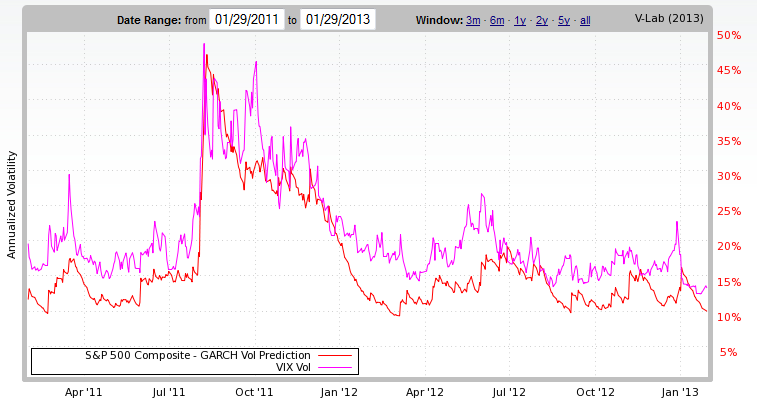 Date Range: from 01/29/2011 to 01/29/2013 Window: 3m · 6m · 1y · 2y · 5y · all V-Lab (2013)
50%
45%
40%
35%
30%
25%
20%
15%
10%
5%
Annualized Volatility
S&P 500 Composite - GARCH Vol Prediction
VIX Vol
Apr '11 Jul '11 Oct '11 Jan '12 Apr '12 Jul '12 Oct '12 Jan '13